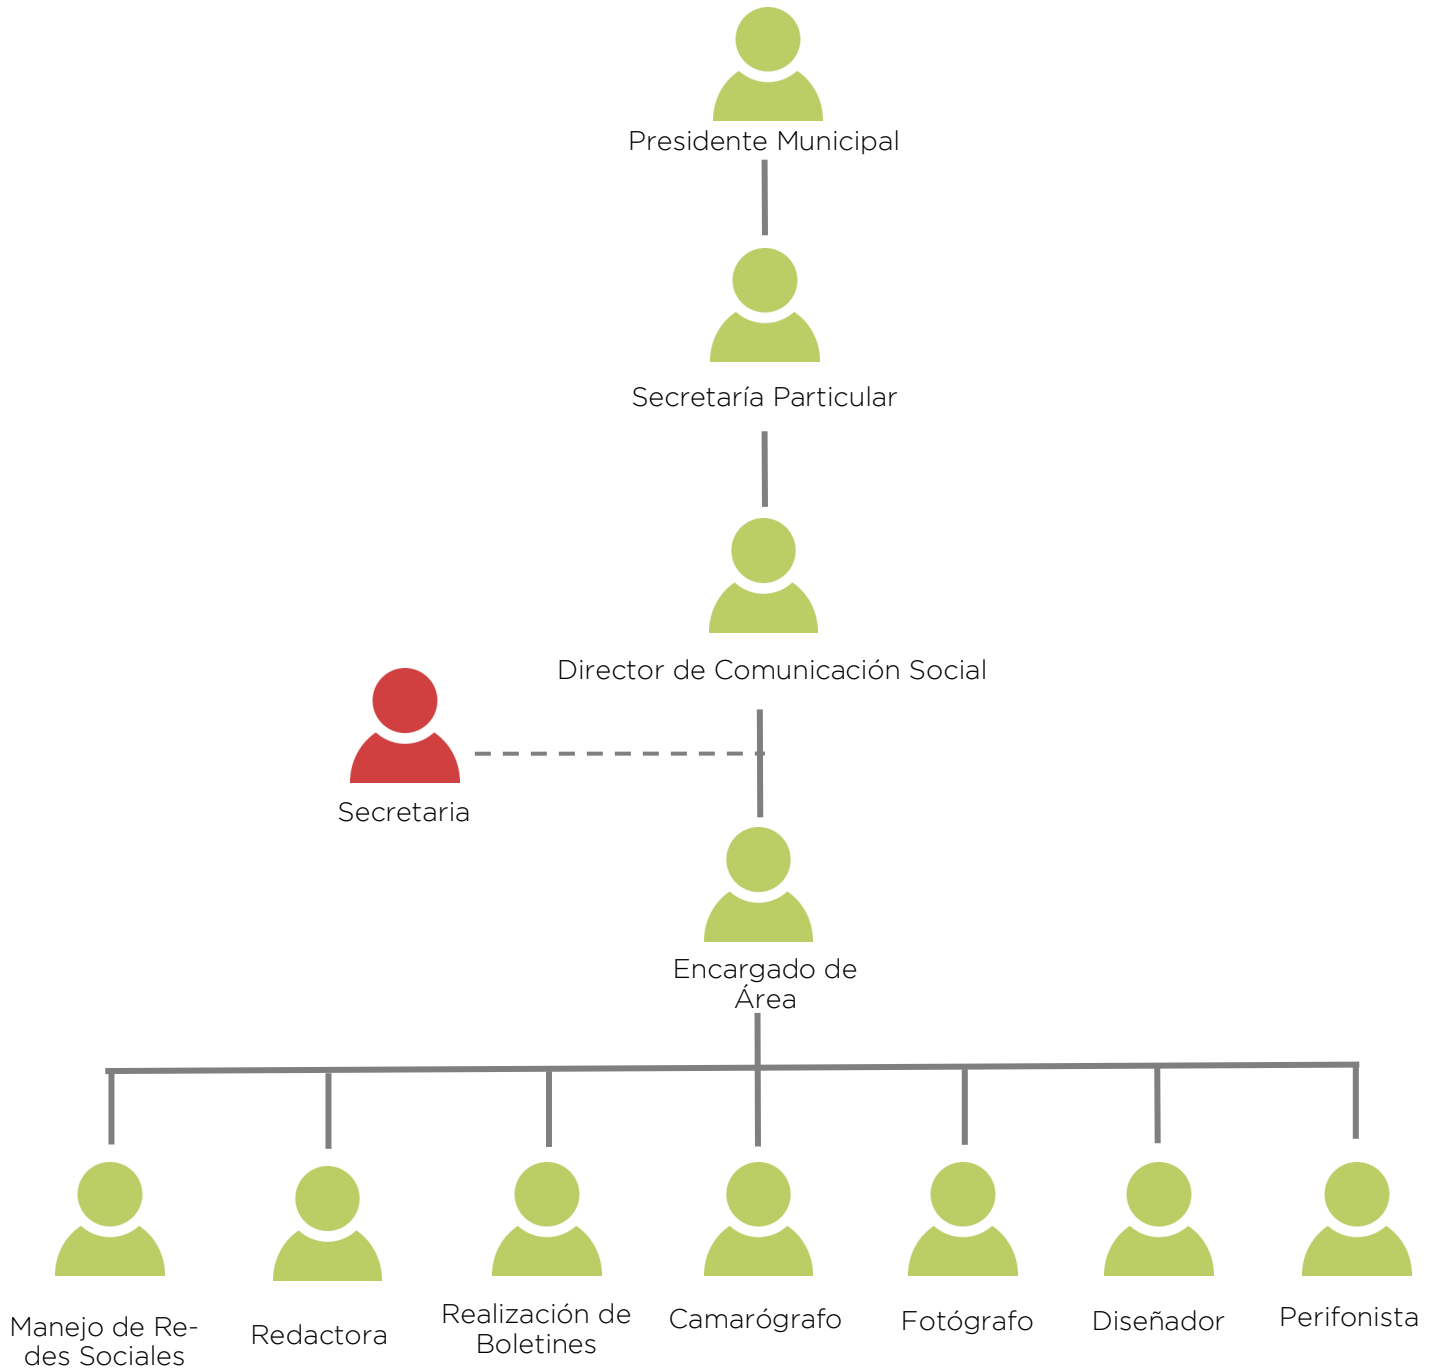 Presidente Municipal
Secretaría Particular
Director de Comunicación Social
Secretaria
Encargado de
Área
Manejo de Re-
des Sociales
Redactora
Realización de
Boletines
Camarógrafo
Fotógrafo
Diseñador
Perifonista